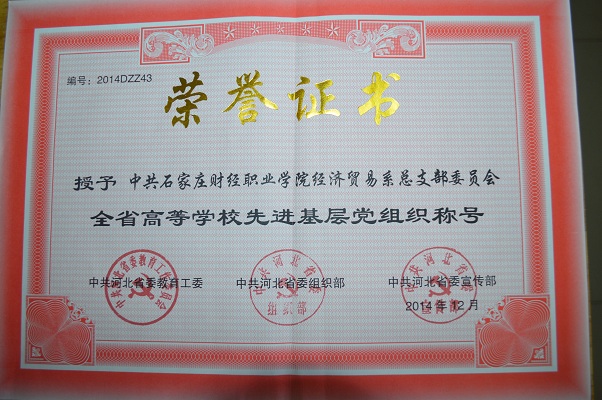 编号：2014DZZ43
荣誉证书
授予 中共石家庄财经职业学院经济贸易系总支部委员会
全省高等学校先进基层党组织称号
中共河北省委教育工委 中共河北省委组织部 中共河北省委宣传部
2014年12月